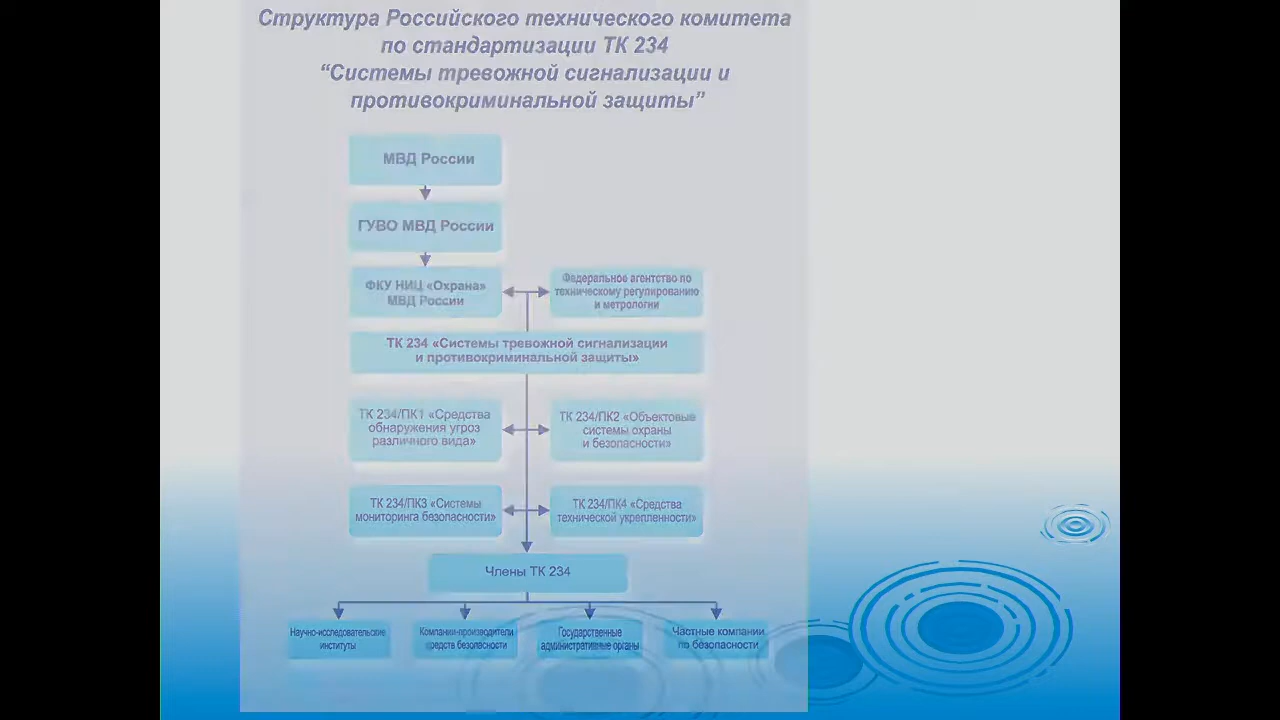 Структура Российского технического комитета
по стандартизации ТК 234
“Системы тревожной сигнализации и
противокриминальной защиты”
МВД России
ГУВО МВД России
ФКУ НИЦ «Охрана»
МВД России
Федеральное агентство по
техническому регулированию
и метрологии
ТК 234 «Системы тревожной сигнализации
и противокриминальной защиты»
ТК 234/ПК1 «Средства
обнаружения угроз
различного вида»
ТК 234/ПК2 «Объектовые
системы охраны
и безопасности»
ТК 234/ПК3 «Системы
мониторинга безопасности»
ТК 234/ПК4 «Средства
технической укрепленности»
Члены ТК 234
Научно-исследовательские
институты
Компании-производители
средств безопасности
Государственные
административные органы
Частные компании
по безопасности